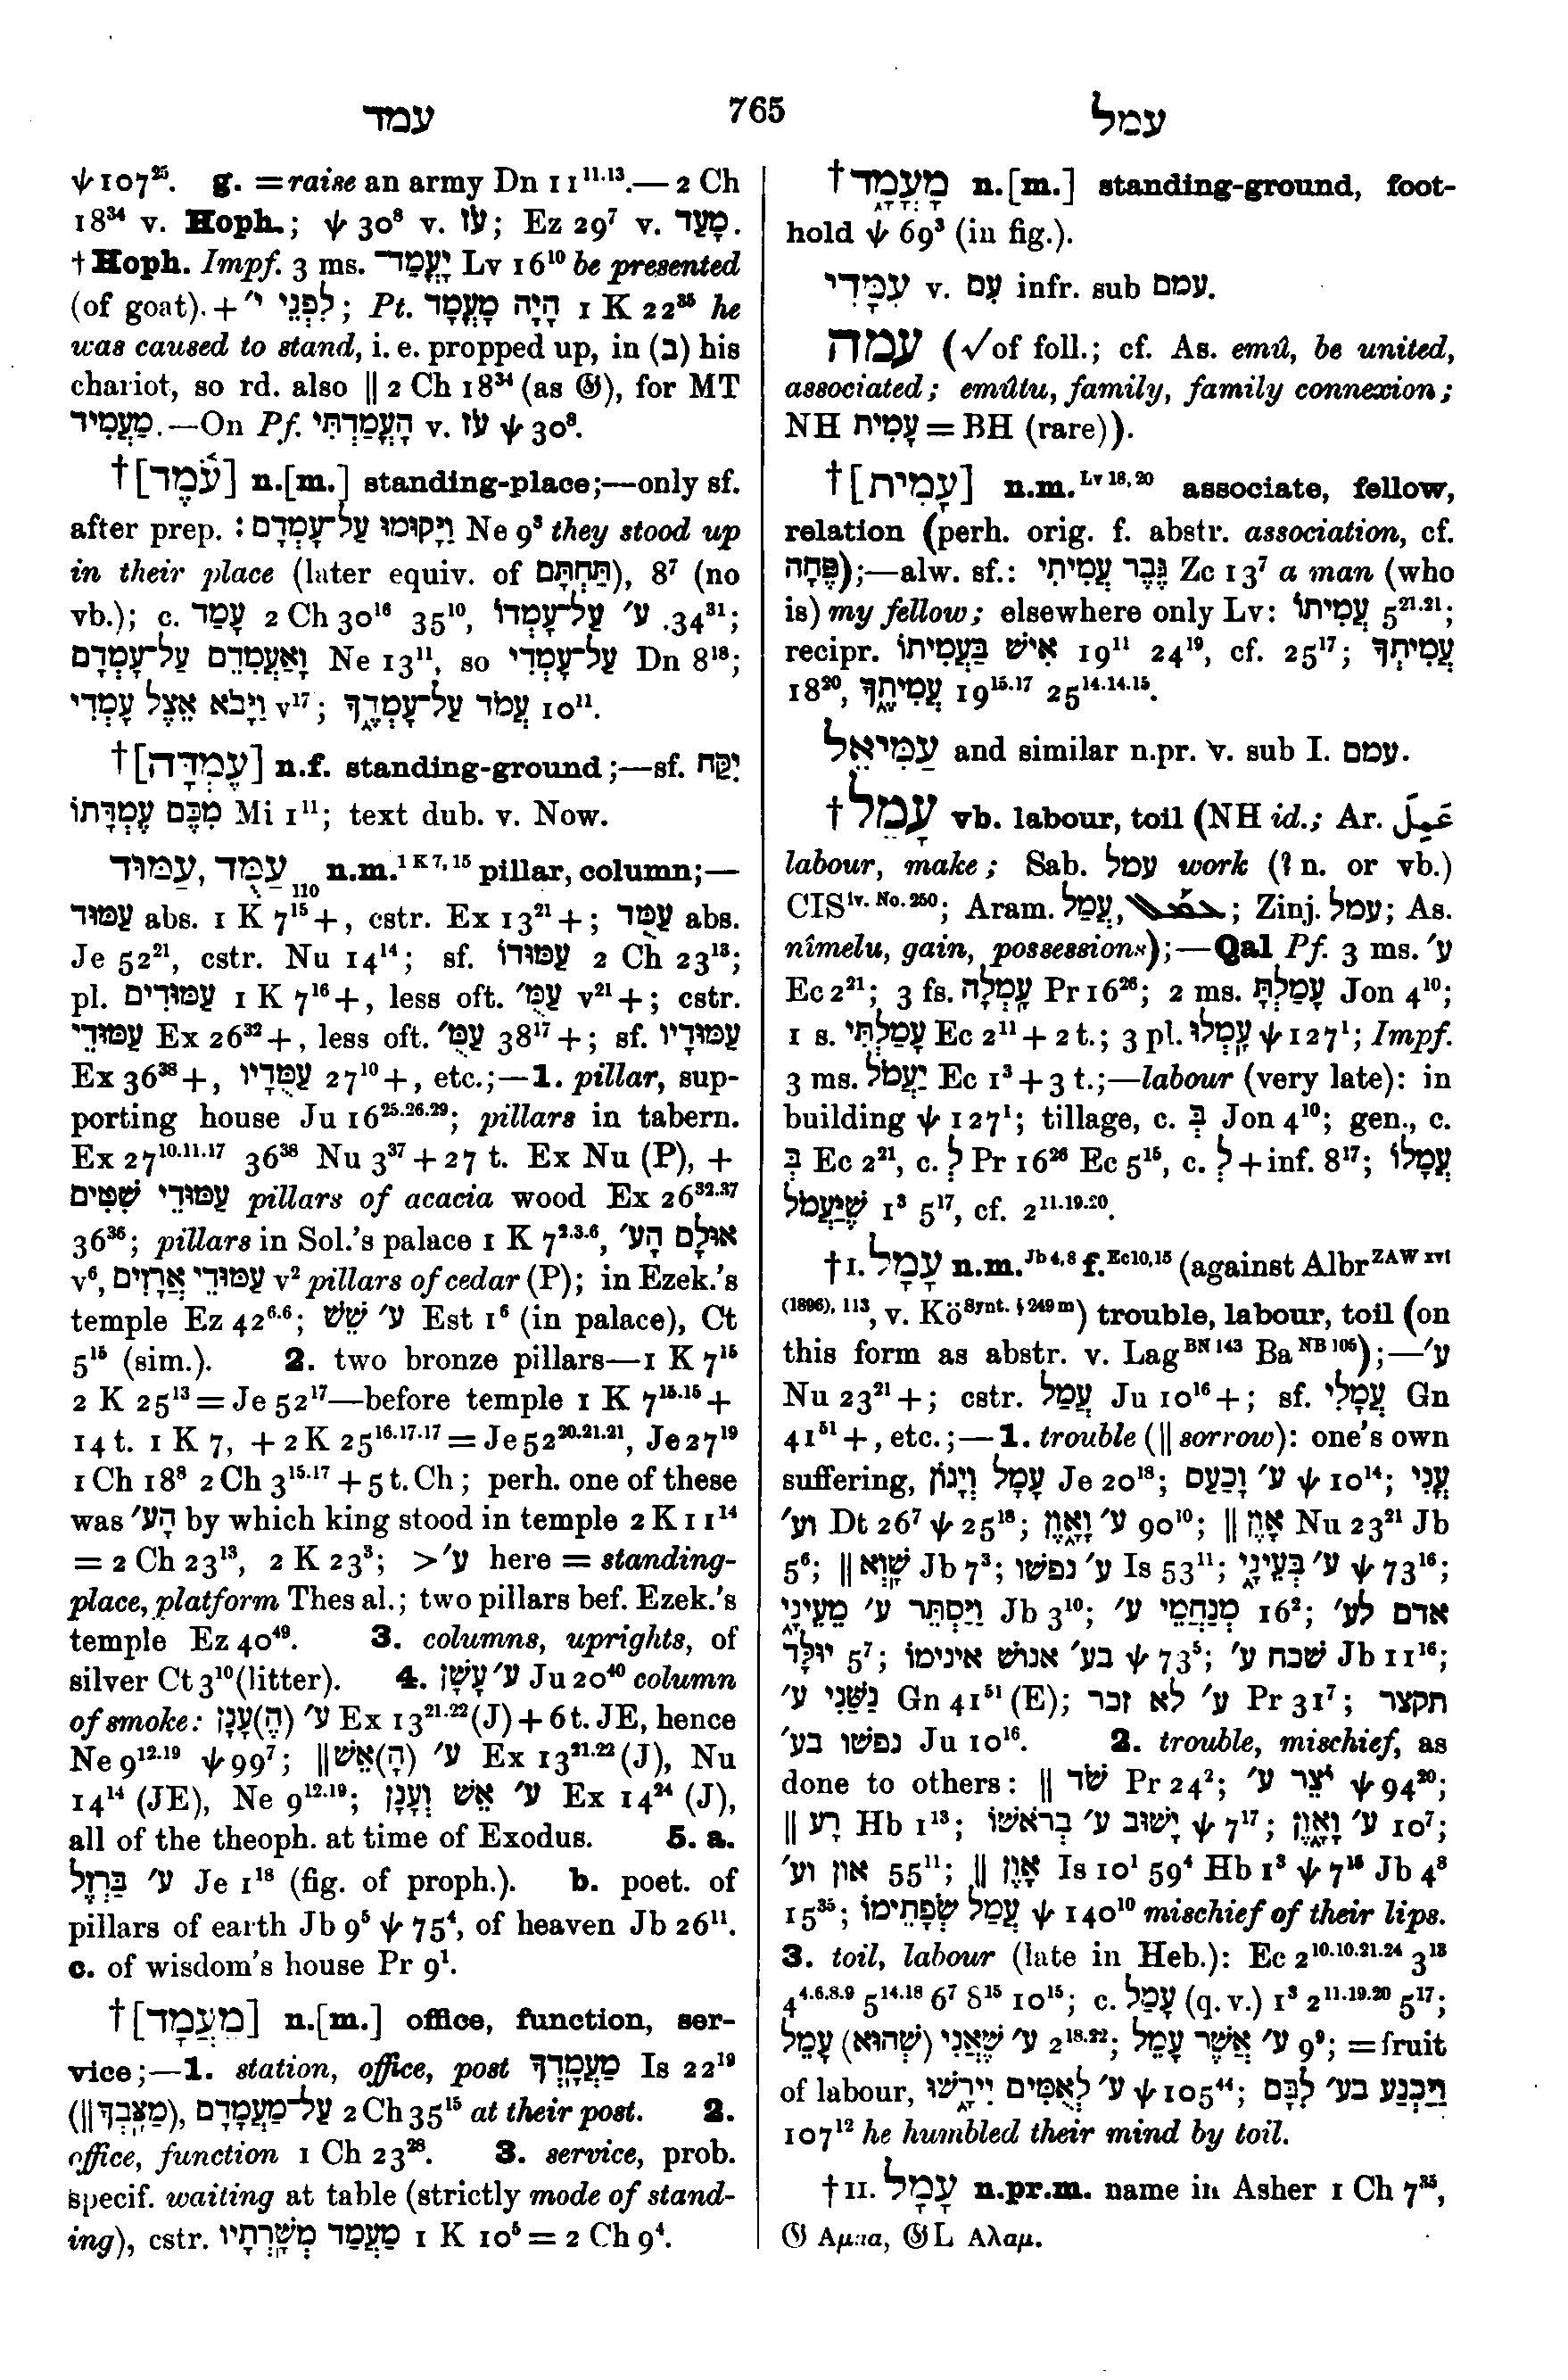 עמד 765 עמל
ψ 107²⁵. g. = raise an army Dn 11¹¹·¹³.— 2 Ch
18³⁴ v. Hoph.; ψ 30⁸ v. עֹז; Ez 29⁷ v. מָעַד.
† Hoph. Impf. 3 ms. יָעֳמַד־ Lv 16¹⁰ be presented
(of goat). + לִפְנֵי י״; Pt. הָיָה מָעֳמָד 1 K 22³⁵ he
was caused to stand, i. e. propped up, in (ב) his
chariot, so rd. also ‖ 2 Ch 18³⁴ (as 𝔊), for MT
מַעֲמִיד.—On Pf. הֶעֱמַדְתִּי v. עֹז ψ 30⁸.
† [עֹ֫מֶד] n.[m.] standing-place;—only sf.
after prep.: וַיָּקוּמוּ עַל־עָמְדָם Ne 9³ they stood up
in their place (later equiv. of תַּחְתָּם), 8⁷ (no
vb.); c. עָמַד 2 Ch 30¹⁶ 35¹⁰, ע׳ עַל־עָמְדוֹ 34³¹;
וָאַעֲמִדֵם עַל־עָמְדָם Ne 13¹¹, so עַל־עָמְדִי Dn 8¹⁸;
וַיָּבֹא אֵצֶל עָמְדִי v¹⁷; עֲמֹד עַל־עָמְדֶ֑ךָ 10¹¹.
† [עֶמְדָּה] n.f. standing-ground;—sf. יִקַּח
מִכֶּם עֶמְדָּתוֹ Mi 1¹¹; text dub. v. Now.
עַמּוּד, עַמֻּד 110 n.m.¹ ᴷ ⁷, ¹⁵ pillar, column;—
עַמּוּד abs. 1 K 7¹⁵ +, cstr. Ex 13²¹ +; עַמֻּד abs.
Je 52²¹, cstr. Nu 14¹⁴; sf. עַמּוּדוֹ 2 Ch 23¹³;
pl. עַמּוּדִים 1 K 7¹⁶ +, less oft. עַמֻּ׳ v²¹ +; cstr.
עַמּוּדֵי Ex 26³² +, less oft. עַמֻּ׳ 38¹⁷ +; sf. עַמּוּדָיו
Ex 36³⁸ +, עַמֻּדָיו 27¹⁰ +, etc.;—1. pillar, sup-
porting house Ju 16²⁵·²⁶·²⁹; pillars in tabern.
Ex 27¹⁰·¹¹·¹⁷ 36³⁸ Nu 3³⁷ + 27 t. Ex Nu (P), +
עַמּוּדֵי שִׁטִּים pillars of acacia wood Ex 26³²·³⁷
36³⁶; pillars in Sol.'s palace 1 K 7²·³·⁶, אוּלָם הָע׳
v⁶, עַמּוּדֵי אֲרָזִים v² pillars of cedar (P); in Ezek.'s
temple Ez 42⁶·⁶; ע׳ שֵׁשׁ Est 1⁶ (in palace), Ct
5¹⁵ (sim.). 2. two bronze pillars—1 K 7¹⁵
2 K 25¹³ = Je 52¹⁷—before temple 1 K 7¹⁵·¹⁵ +
14 t. 1 K 7, + 2 K 25¹⁶·¹⁷·¹⁷ = Je 52²⁰·²¹·²¹, Je 27¹⁹
1 Ch 18⁸ 2 Ch 3¹⁵·¹⁷ + 5 t. Ch; perh. one of these
was הָע׳ by which king stood in temple 2 K 11¹⁴
= 2 Ch 23¹³, 2 K 23³; > ע׳ here = standing-
place, platform Thes al.; two pillars bef. Ezek.'s
temple Ez 40⁴⁹. 3. columns, uprights, of
silver Ct 3¹⁰ (litter). 4. ע׳ עָשָׁן Ju 20⁴⁰ column
of smoke: ע׳ (הֶ)עָנָן Ex 13²¹·²² (J) + 6 t. JE, hence
Ne 9¹²·¹⁹ ψ 99⁷; ‖ ע׳ (הָ)אֵשׁ Ex 13²¹·²² (J), Nu
14¹⁴ (JE), Ne 9¹²·¹⁹; ע׳ אֵשׁ וְעָנָן Ex 14²⁴ (J),
all of the theoph. at time of Exodus. 5. a.
ע׳ בַּרְזֶל Je 1¹⁸ (fig. of proph.). b. poet. of
pillars of earth Jb 9⁶ ψ 75⁴, of heaven Jb 26¹¹.
c. of wisdom's house Pr 9¹.
† [מַעֲמָד] n.[m.] office, function, ser-
vice;—1. station, office, post מַעֲמָדְךָ Is 22¹⁹
(‖ מַצָּבְךָ), עַל־מַעֲמָדָם 2 Ch 35¹⁵ at their post. 2.
office, function 1 Ch 23²⁸. 3. service, prob.
specif. waiting at table (strictly mode of stand-
ing), cstr. מַעֲמַד מְשָׁרְתָיו 1 K 10⁵ = 2 Ch 9⁴.
† מָעֳמָד n.[m.] standing-ground, foot-
hold ψ 69³ (in fig.).
עִמָּדִי v. עִם infr. sub עמם.
עמה (√of foll.; cf. As. emû, be united,
associated; emûtu, family, family connexion;
NH עָמִית = BH (rare)).
† [עָמִית] n.m.ᴸᵛ ¹⁸, ²⁰ associate, fellow,
relation (perh. orig. f. abstr. association, cf.
פֶּחָה);—alw. sf.: גֶּבֶר עֲמִיתִי Zc 13⁷ a man (who
is) my fellow; elsewhere only Lv: עֲמִיתוֹ 5²¹·²¹;
recipr. אִישׁ בַּעֲמִיתוֹ 19¹¹ 24¹⁹, cf. 25¹⁷; עֲמִיתְךָ
18²⁰, עֲמִיתֶ֑ךָ 19¹⁵·¹⁷ 25¹⁴·¹⁴·¹⁵.
עַמִּיאֵל and similar n.pr. v. sub I. עמם.
† עָמַל vb. labour, toil (NH id.; Ar. عَمِلَ
labour, make; Sab. עמל work (? n. or vb.)
CISⁱᵛ· ᴺᵒ· ²⁵⁰; Aram. עֲמַל, ܥܡܠ; Zinj. עמל; As.
nîmelu, gain, possessions);—Qal Pf. 3 ms. ע׳
Ec 2²¹; 3 fs. עָמְלָה Pr 16²⁶; 2 ms. עָמַלְתָּ Jon 4¹⁰;
1 s. עָמַלְתִּי Ec 2¹¹ + 2 t.; 3 pl. עָמְלוּ ψ 127¹; Impf.
3 ms. יַעֲמֹל Ec 1³ + 3 t.;—labour (very late): in
building ψ 127¹; tillage, c. בְּ Jon 4¹⁰; gen., c.
בְּ Ec 2²¹, c. לְ Pr 16²⁶ Ec 5¹⁵, c. לְ + inf. 8¹⁷; עֲמָלוֹ
שֶׁיַּעֲמֹל 1³ 5¹⁷, cf. 2¹¹·¹⁹·²⁰.
† I. עָמָל n.m.ᴶᵇ ⁴, ⁸ f.ᴱᶜ ¹⁰, ¹⁵ (against Albr ᶻᴬᵂ ˣᵛⁱ
⁽¹⁸⁹⁶⁾, ¹¹³, v. Kö ˢʸⁿᵗ· § ²⁴⁹ ᵐ) trouble, labour, toil (on
this form as abstr. v. Lag ᴮᴺ ¹⁴³ Ba ᴺᴮ ¹⁰⁵);—ע׳
Nu 23²¹ +; cstr. עֲמַל Ju 10¹⁶ +; sf. עֲמָלִי Gn
41⁵¹ +, etc.;—1. trouble (‖ sorrow): one's own
suffering, עָמָל וְיָגוֹן Je 20¹⁸; ע׳ וָכַעַס ψ 10¹⁴; עֳנִי
וע׳ Dt 26⁷ ψ 25¹⁸; ע׳ וָאָ֑וֶן 90¹⁰; ‖ אָוֶן Nu 23²¹ Jb
5⁶; ‖ שָׁוְא Jb 7³; ע׳ נפשׁו Is 53¹¹; ע׳ בְּעֵינָ֑י ψ 73¹⁶;
וַיַּסְתֵּר ע׳ מֵעֵינָ֑י Jb 3¹⁰; מְנַחֲמֵי ע׳ 16²; אדם לע׳
יוּלָּד 5⁷; בע׳ אנושׁ אינימו ψ 73⁵; שׁכח ע׳ Jb 11¹⁶;
נַשַּׁנִי ע׳ Gn 41⁵¹ (E); ע׳ לא זכר Pr 31⁷; תקצר
נפשׁו בע׳ Ju 10¹⁶. 2. trouble, mischief, as
done to others: ‖ שֹׁד Pr 24²; יֹצֵר ע׳ ψ 94²⁰;
‖ רָע Hb 1¹³; יָשׁוּב ע׳ בְרֹאשׁוֹ ψ 7¹⁷; ע׳ וָאָ֑וֶן 10⁷;
און וע׳ 55¹¹; ‖ אָוֶן Is 10¹ 59⁴ Hb 1³ ψ 7¹⁵ Jb 4⁸
15³⁵; עֲמַל שְׂפָתֵימוֹ ψ 140¹⁰ mischief of their lips.
3. toil, labour (late in Heb.): Ec 2¹⁰·¹⁰·²¹·²⁴ 3¹³
4⁴·⁶·⁸·⁹ 5¹⁴·¹⁸ 6⁷ 8¹⁵ 10¹⁵; c. עָמַל (q. v.) 1³ 2¹¹·¹⁹·²⁰ 5¹⁷;
ע׳ שֶׁאֲנִי (שְׁהוּא) עָמֵל 2¹⁸·²²; ע׳ אֲשֶׁר עָמֵל 9⁹; = fruit
of labour, ע׳ לְאֻמִּים יִירָ֑שׁוּ ψ 105⁴⁴; וַיַּכְנַע בע׳ לִבָּם
107¹² he humbled their mind by toil.
† II. עָמָל n.pr.m. name in Asher 1 Ch 7³⁵,
𝔊 Αμαα, 𝔊L Αλαμ.